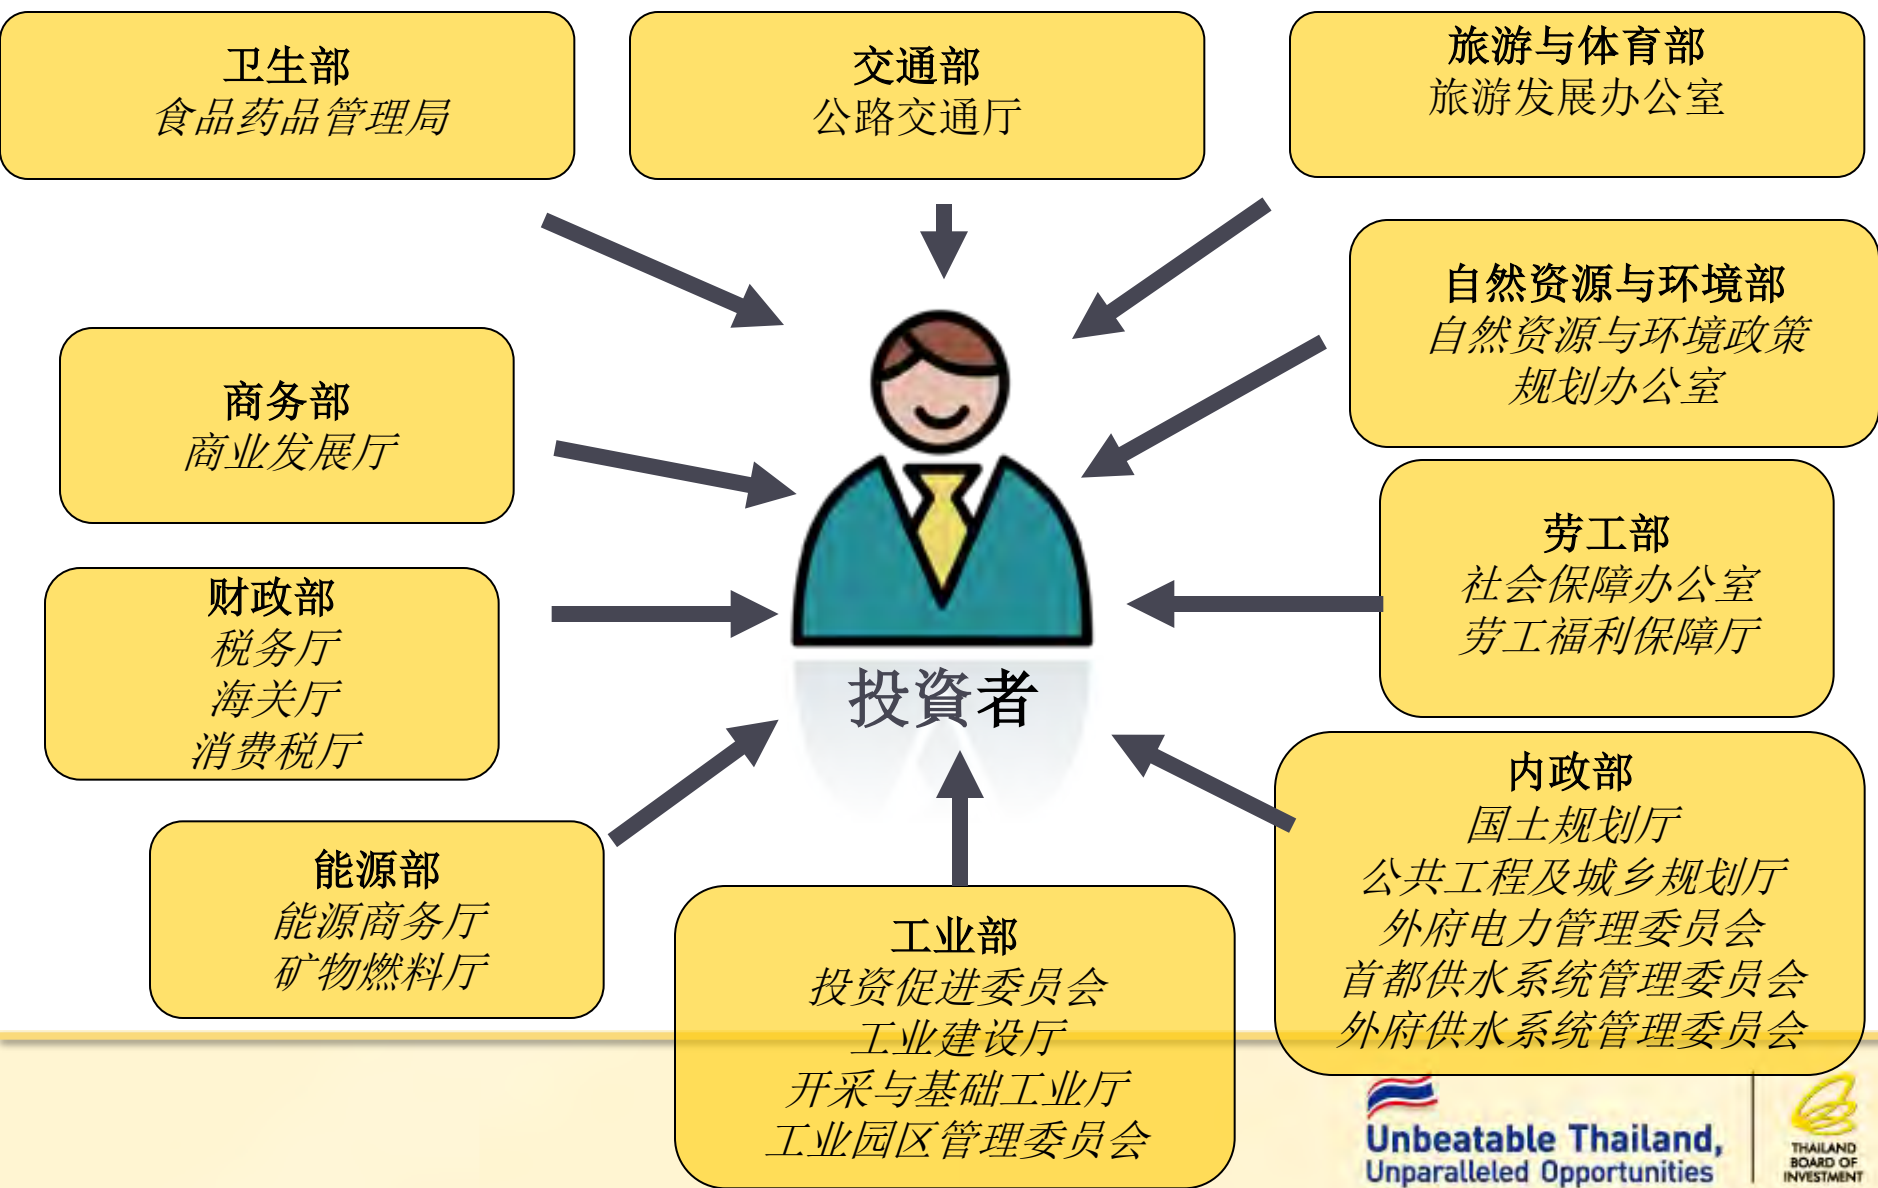 卫生部
食品药品管理局
交通部
公路交通厅
旅游与体育部
旅游发展办公室
自然资源与环境部
自然资源与环境政策
规划办公室
商务部
商业发展厅
劳工部
社会保障办公室
劳工福利保障厅
财政部
税务厅
海关厅
消费税厅
投資者
内政部
国土规划厅
公共工程及城乡规划厅
外府电力管理委员会
首都供水系统管理委员会
外府供水系统管理委员会
能源部
能源商务厅
矿物燃料厅
工业部
投资促进委员会
工业建设厅
开采与基础工业厅
工业园区管理委员会
Unbeatable Thailand,
Unparalleled Opportunities
THAILAND
BOARD OF
INVESTMENT